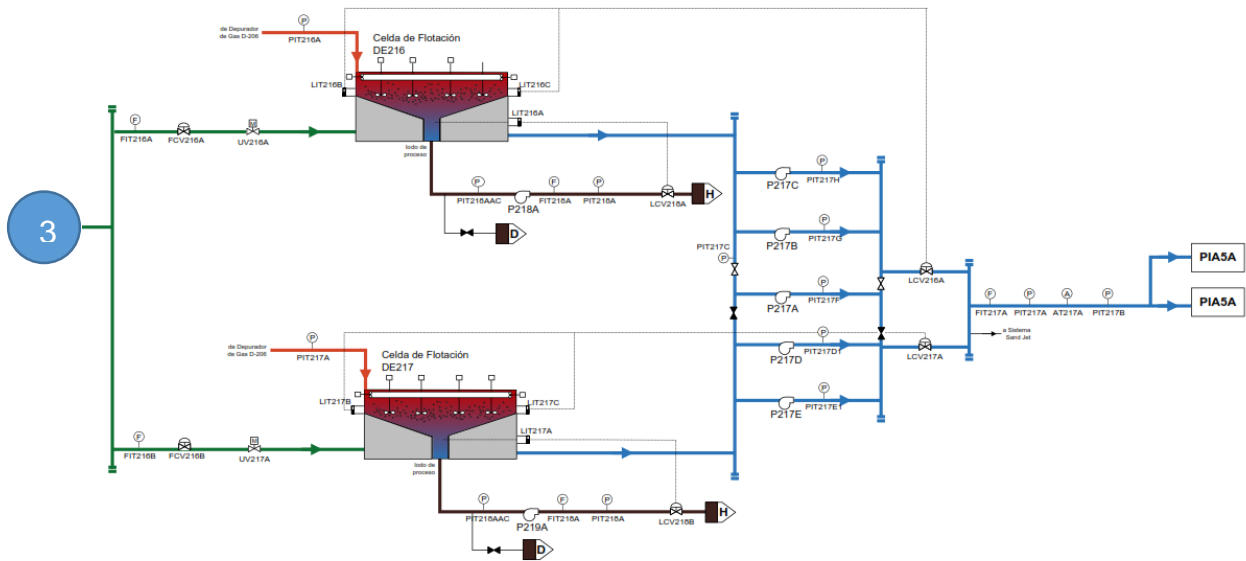 de Depurador
de Gas D-206
P
PIT216A
Celda de Flotación
DE216
LIT216B
LIT216C
LIT216A
F
FIT216A
FCV216A
M
UV216A
lodo de
proceso
P
PIT218AAC
P218A
F
FIT218A
P
PIT218A
LCV218A
H
D
3
P217C
P
PIT217H
P217B
P
PIT217G
PIT217C
P
P217A
P
PIT217F
P217D
P
PIT217D1
P217E
P
PIT217E1
LCV216A
LCV217A
F
FIT217A
P
PIT217A
A
AT217A
P
PIT217B
a Sistema
Sand Jet
PIA5A
PIA5A
de Depurador
de Gas D-206
P
PIT217A
Celda de Flotación
DE217
LIT217B
LIT217C
LIT217A
F
FIT216B
FCV216B
M
UV217A
lodo de
proceso
P
PIT218AAC
P219A
F
FIT218A
P
PIT218A
LCV218B
H
D